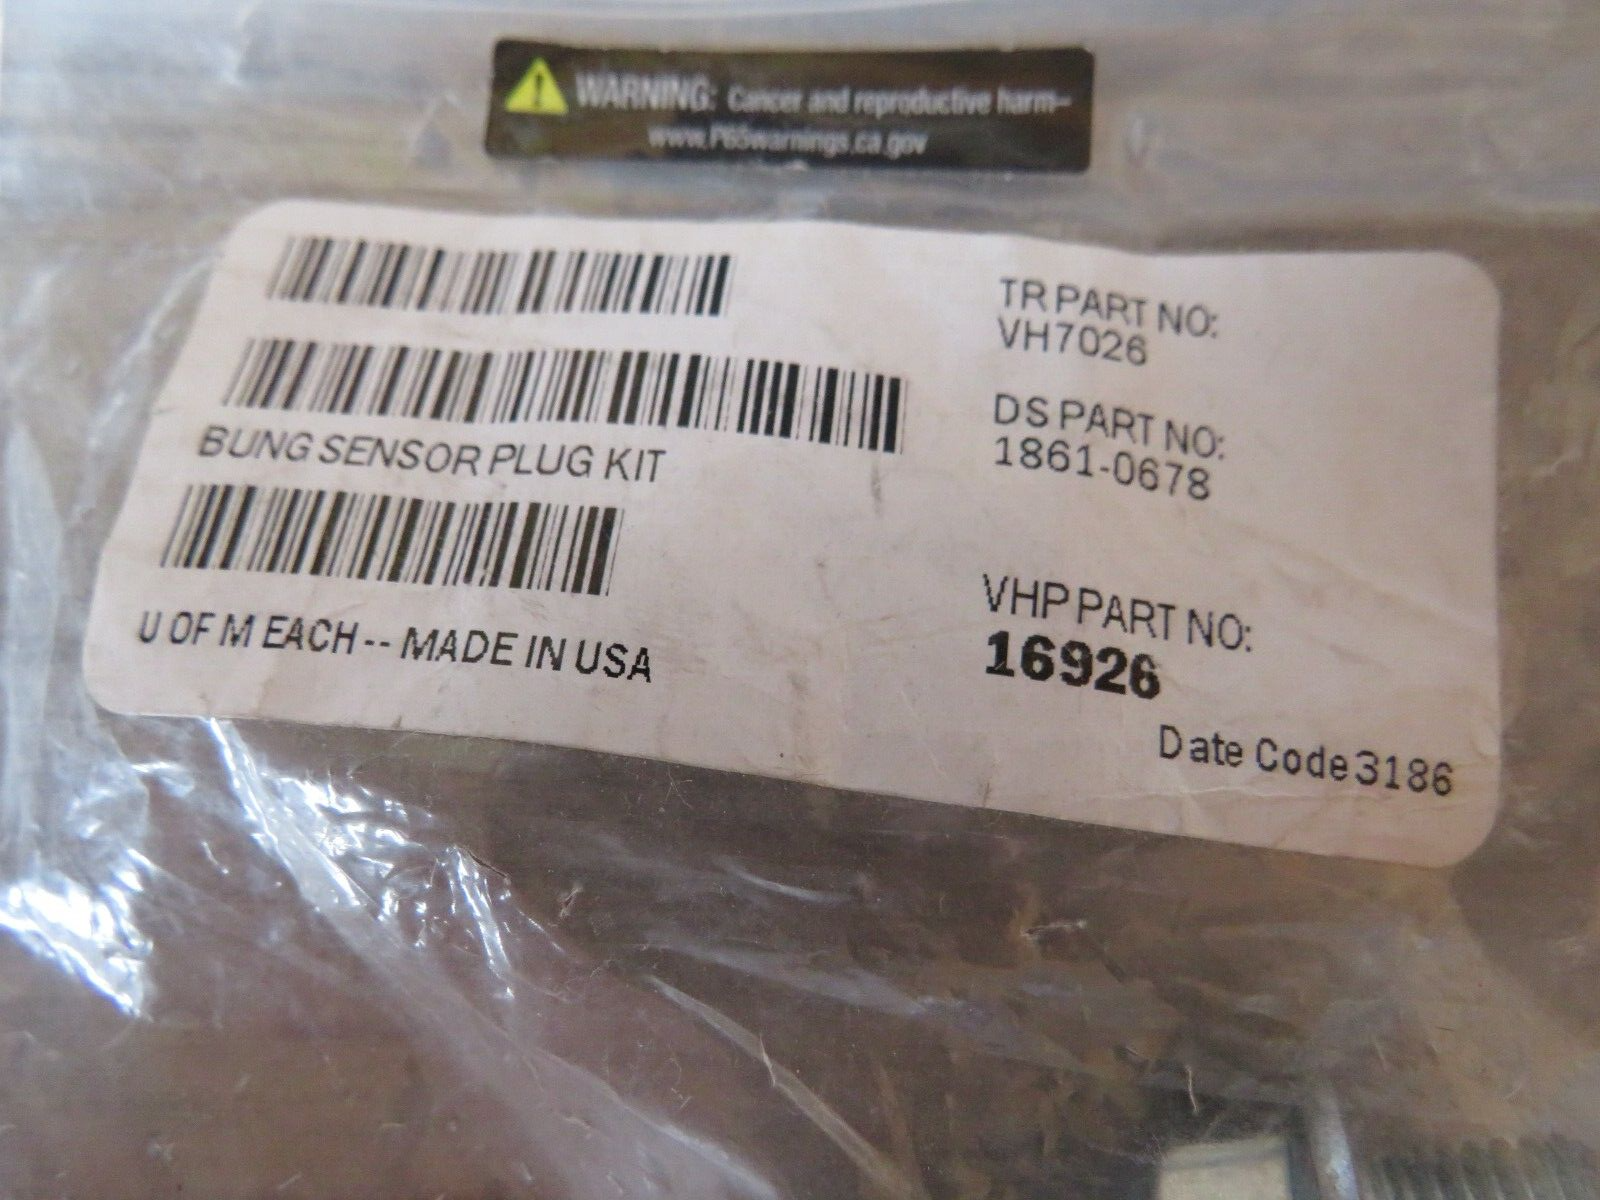 WARNING: Cancer and reproductive harm–
www.P65warnings.ca.gov
TR PART NO:
VH7026
DS PART NO:
1861-0678
BUNG SENSOR PLUG KIT
VHP PART NO:
16926
U OF M EACH -- MADE IN USA
Date Code 3186